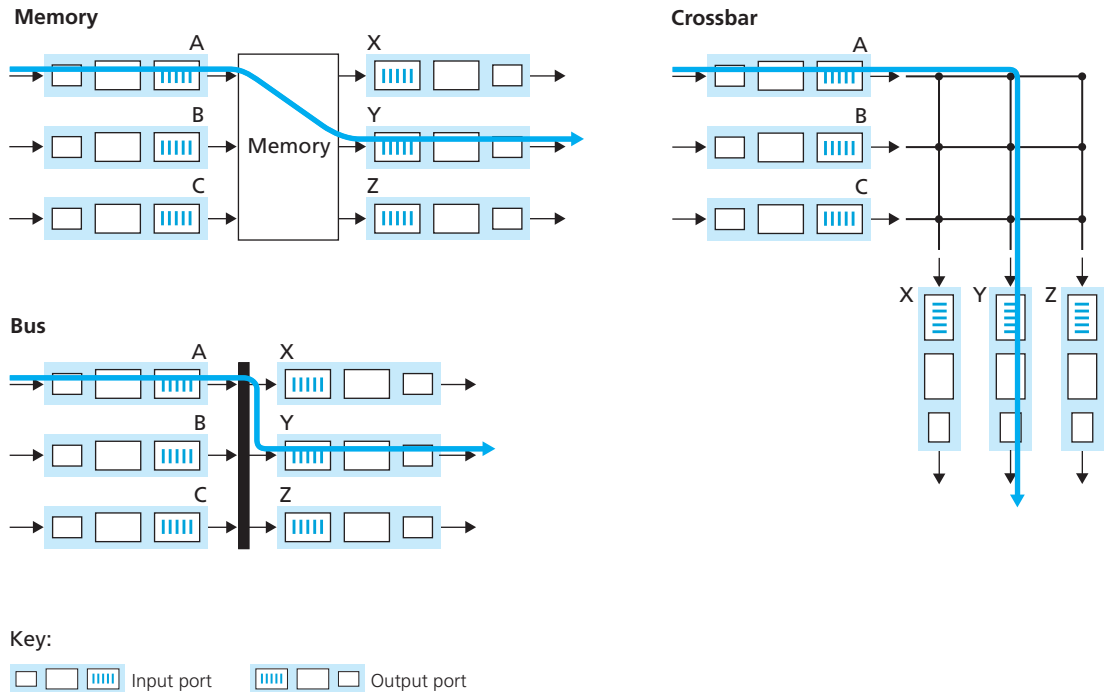 Memory
A
X
B
Y
Memory
C
Z
Crossbar
A
B
C
X
Y
Z
Bus
A
X
B
Y
C
Z
Key:
Input port
Output port